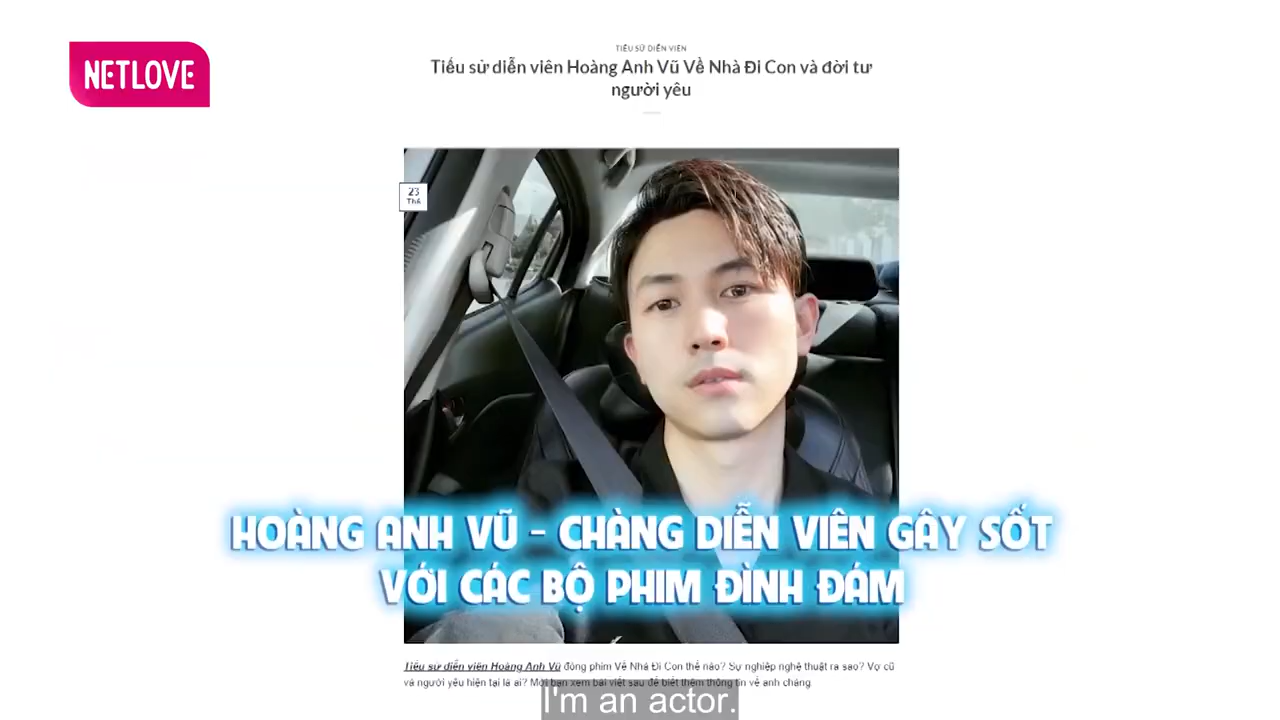 NETLOVE
TIỂU SỬ DIỄN VIÊN
Tiểu sử diễn viên Hoàng Anh Vũ Về Nhà Đi Con và đời tư
người yêu
23
Th6
HOÀNG ANH VŨ - CHÀNG DIỄN VIÊN GÂY SỐT
VỚI CÁC BỘ PHIM ĐÌNH ĐÁM
Tiểu sử diễn viên Hoàng Anh Vũ đóng phim Về Nhà Đi Con thế nào? Sự nghiệp nghệ thuật ra sao? Vợ cũ
và người yêu hiện tại là ai? Mời bạn xem bài viết sau để biết thêm thông tin về anh chàng
I'm an actor.